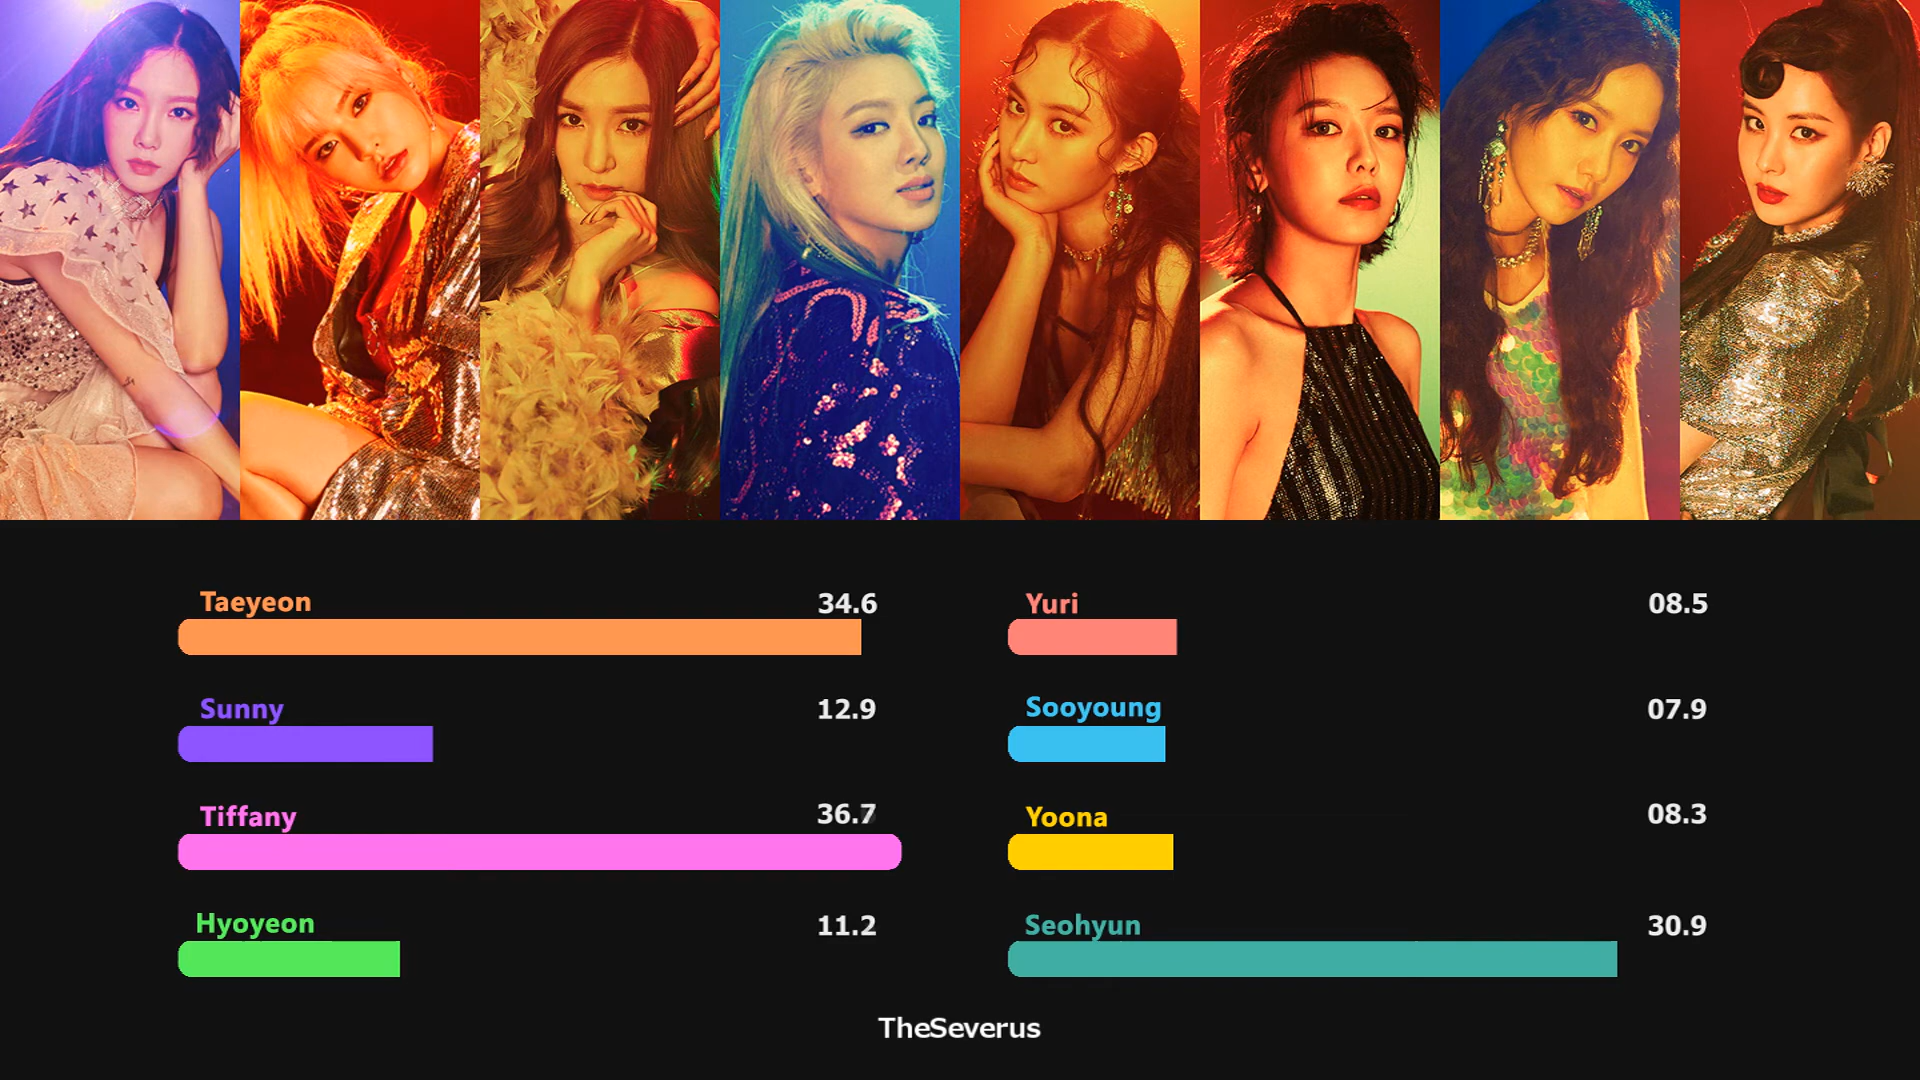 Taeyeon 34.6
Sunny 12.9
Tiffany 36.7
Hyoyeon 11.2
Yuri 08.5
Sooyoung 07.9
Yoona 08.3
Seohyun 30.9
TheSeverus